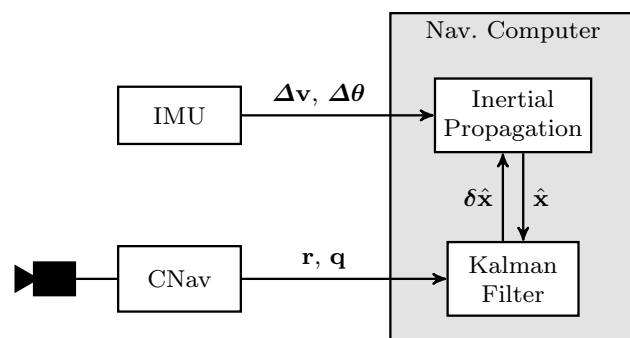 Nav. Computer
IMU
Δv, Δθ
Inertial
Propagation
δx̂
x̂
CNav
r, q
Kalman
Filter